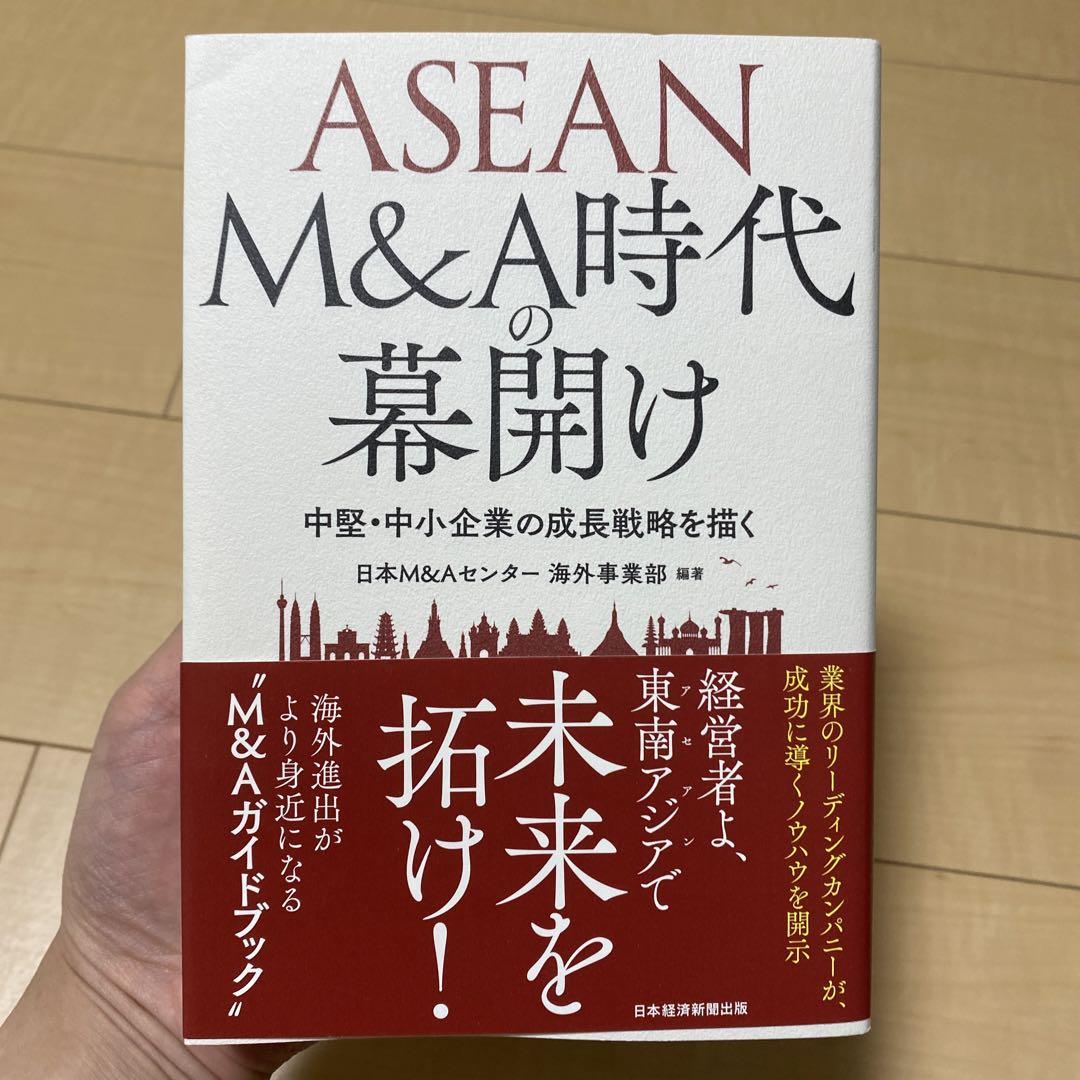 ASEAN
M&A時代
の
幕開け
中堅・中小企業の成長戦略を描く
日本M&Aセンター 海外事業部 編著
業界のリーディングカンパニーが、
成功に導くノウハウを開示
経営者よ、
東南アジアで
アセアン
未来を
拓け！
海外進出が
より身近になる
"M&Aガイドブック"
日本経済新聞出版